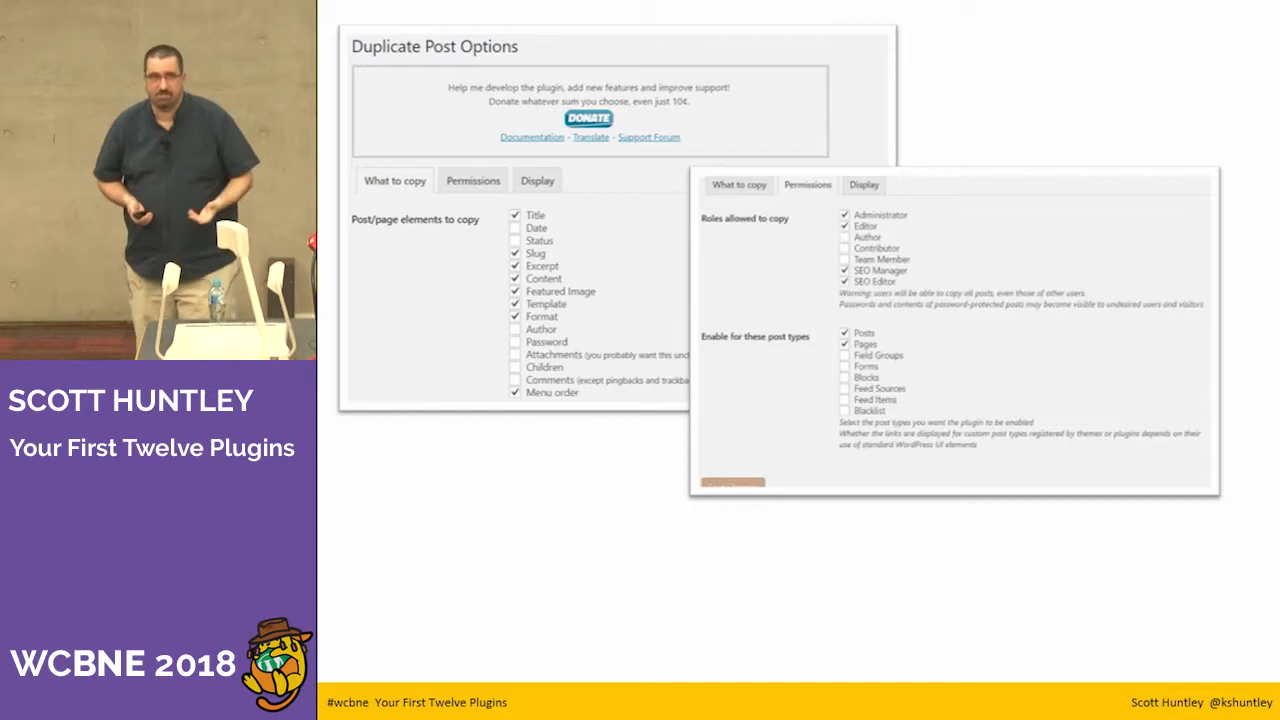 SCOTT HUNTLEY
Your First Twelve Plugins
WCBNE 2018
Duplicate Post Options
Help me develop the plugin, add new features and improve support!
Donate whatever sum you choose, even just 10¢.
DONATE
Documentation - Translate - Support Forum
What to copy Permissions Display
Post/page elements to copy
Title
Date
Status
Slug
Excerpt
Content
Featured Image
Template
Format
Author
Password
Attachments (you probably want this
Children
Comments (except pingbacks and
Menu order
What to copy Permissions Display
Roles allowed to copy
Administrator
Editor
Author
Contributor
Team Member
SEO Manager
SEO Editor
Warning: users will be able to copy all posts, even those of other users.
Passwords and contents of password-protected posts may become visible to undesired users and visitors
Enable for these post types
Posts
Pages
Field Groups
Forms
Blocks
Feed Sources
Feed Items
Blacklist
Select the post types you want the plugin to be enabled
Whether the links are displayed for custom post types registered by themes or plugins depends on their
use of standard WordPress UI elements
#wcbne Your First Twelve Plugins
Scott Huntley @kshuntley